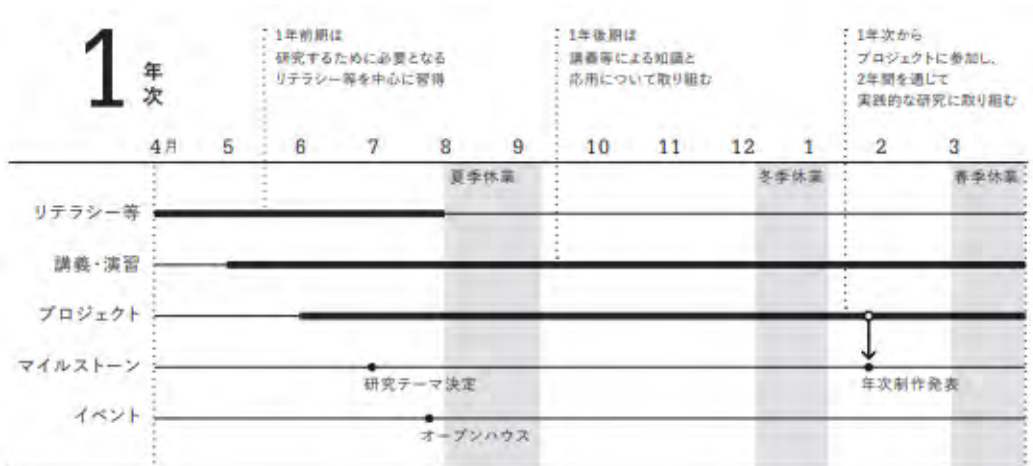 1
年次
1年前期は
研究するために必要となる
リテラシー等を中心に習得
1年後期は
講義等による知識と
応用について取り組む
1年次から
プロジェクトに参加し、
2年間を通じて
実践的な研究に取り組む
4月 5 6 7 8 9 10 11 12 1 2 3
夏季休業 冬季休業 春季休業
リテラシー等
講義・演習
プロジェクト
マイルストーン
研究テーマ決定 年次制作発表
イベント
オープンハウス